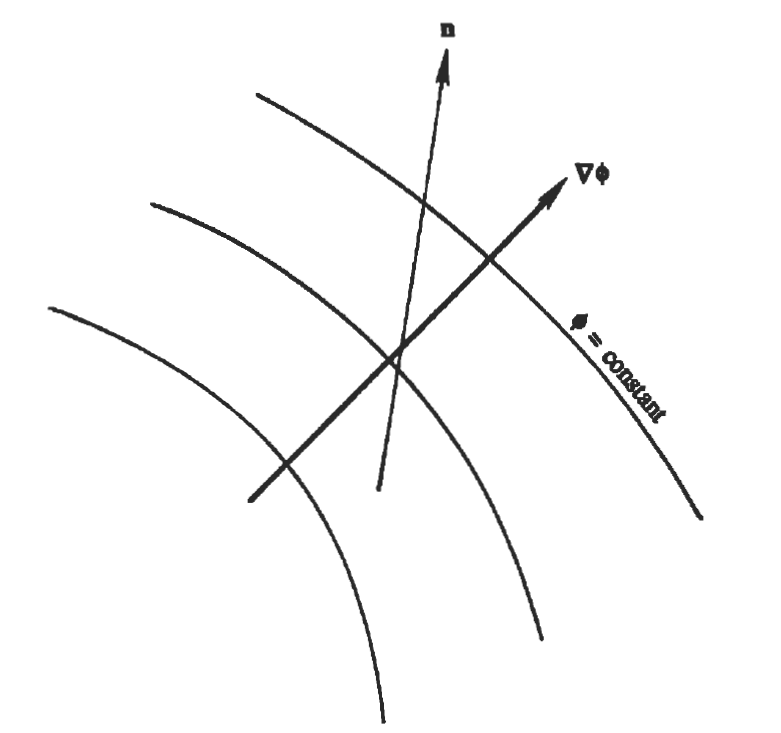 n
∇ϕ
ϕ = constant